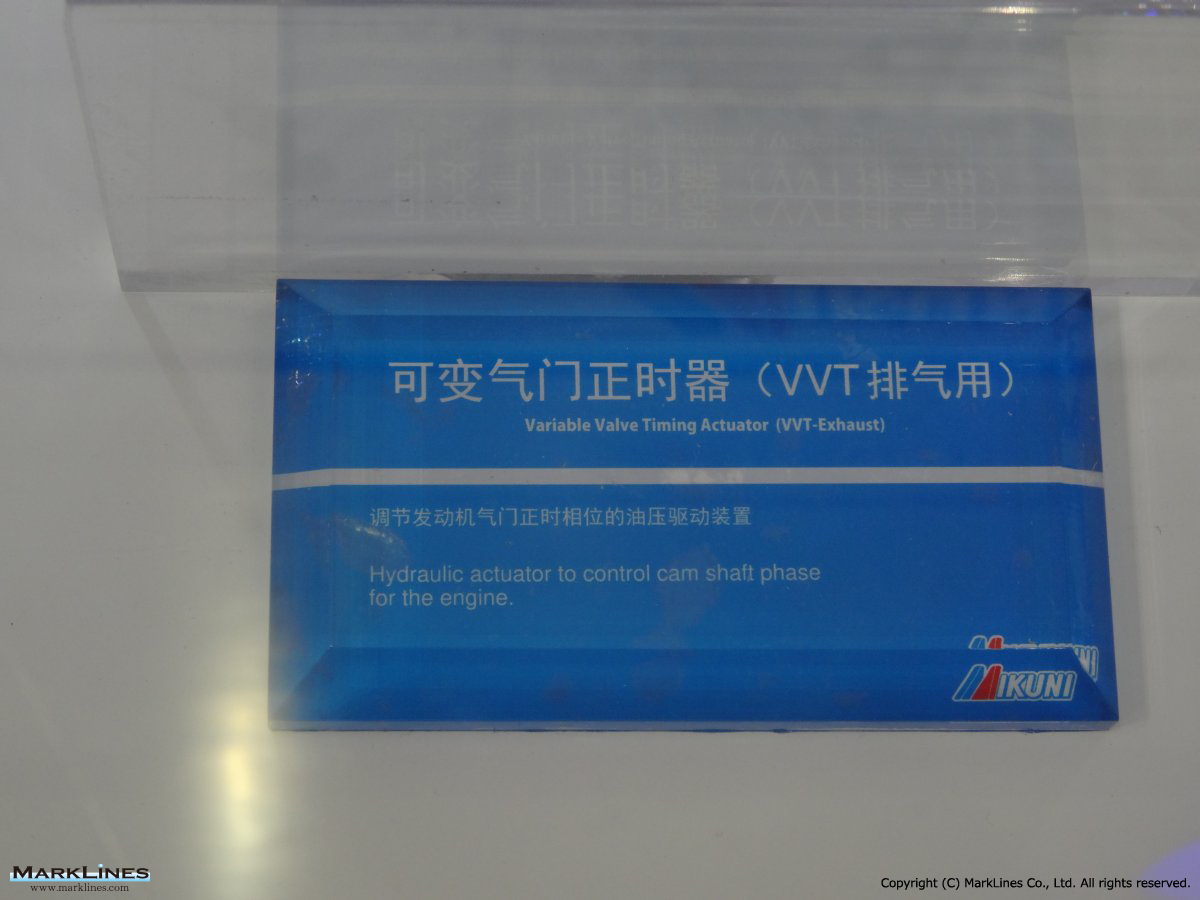 可变气门正时器（VVT排气用）
Variable Valve Timing Actuator (VVT-Exhaust)
调节发动机气门正时相位的油压驱动装置
Hydraulic actuator to control cam shaft phase
for the engine.
MIKUNI
MARKLINES
www.marklines.com
Copyright (C) MarkLines Co., Ltd. All rights reserved.